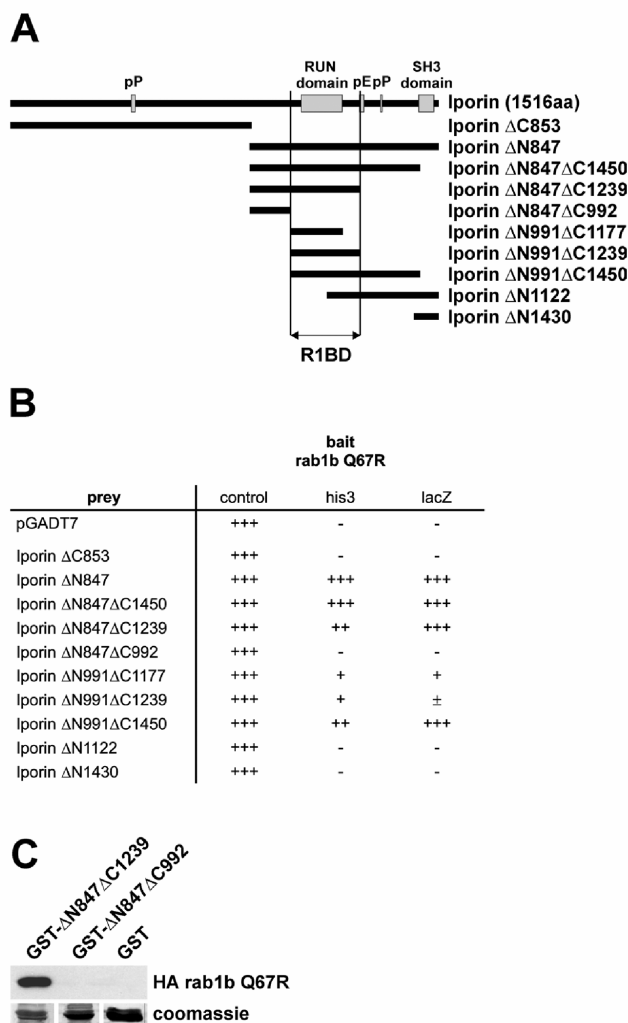 A
RUN
domain
SH3
domain
pP
pE pP
Iporin (1516aa)
Iporin ΔC853
Iporin ΔN847
Iporin ΔN847ΔC1450
Iporin ΔN847ΔC1239
Iporin ΔN847ΔC992
Iporin ΔN991ΔC1177
Iporin ΔN991ΔC1239
Iporin ΔN991ΔC1450
Iporin ΔN1122
Iporin ΔN1430
R1BD
B
bait
rab1b Q67R
prey control his3 lacZ
pGADT7 +++ - -
Iporin ΔC853 +++ - -
Iporin ΔN847 +++ +++ +++
Iporin ΔN847ΔC1450 +++ +++ +++
Iporin ΔN847ΔC1239 +++ ++ +++
Iporin ΔN847ΔC992 +++ - -
Iporin ΔN991ΔC1177 +++ + +
Iporin ΔN991ΔC1239 +++ + ±
Iporin ΔN991ΔC1450 +++ ++ +++
Iporin ΔN1122 +++ - -
Iporin ΔN1430 +++ - -
C
GST-ΔN847ΔC1239
GST-ΔN847ΔC992
GST
HA rab1b Q67R
coomassie